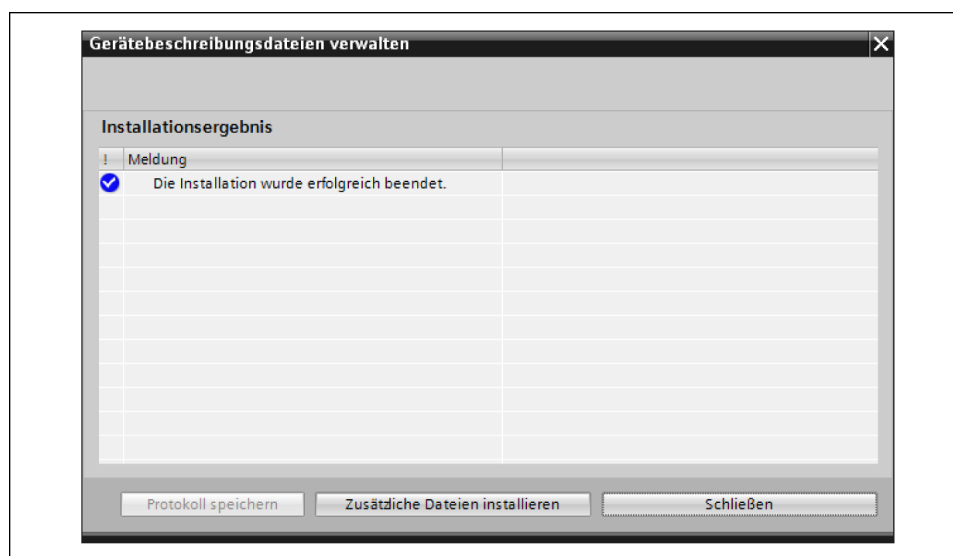 Gerätebeschreibungsdateien verwalten
Installationsergebnis
! Meldung
Die Installation wurde erfolgreich beendet.
Protokoll speichern Zusätzliche Dateien installieren Schließen